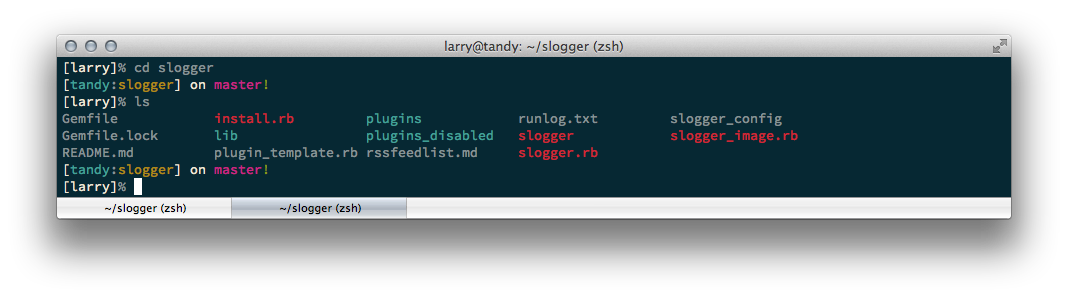 larry@tandy: ~/slogger (zsh)
[larry]% cd slogger
[tandy:slogger] on master!
[larry]% ls
Gemfile install.rb plugins runlog.txt slogger_config
Gemfile.lock lib plugins_disabled slogger slogger_image.rb
README.md plugin_template.rb rssfeedlist.md slogger.rb
[tandy:slogger] on master!
[larry]%
~/slogger (zsh) ~/slogger (zsh)